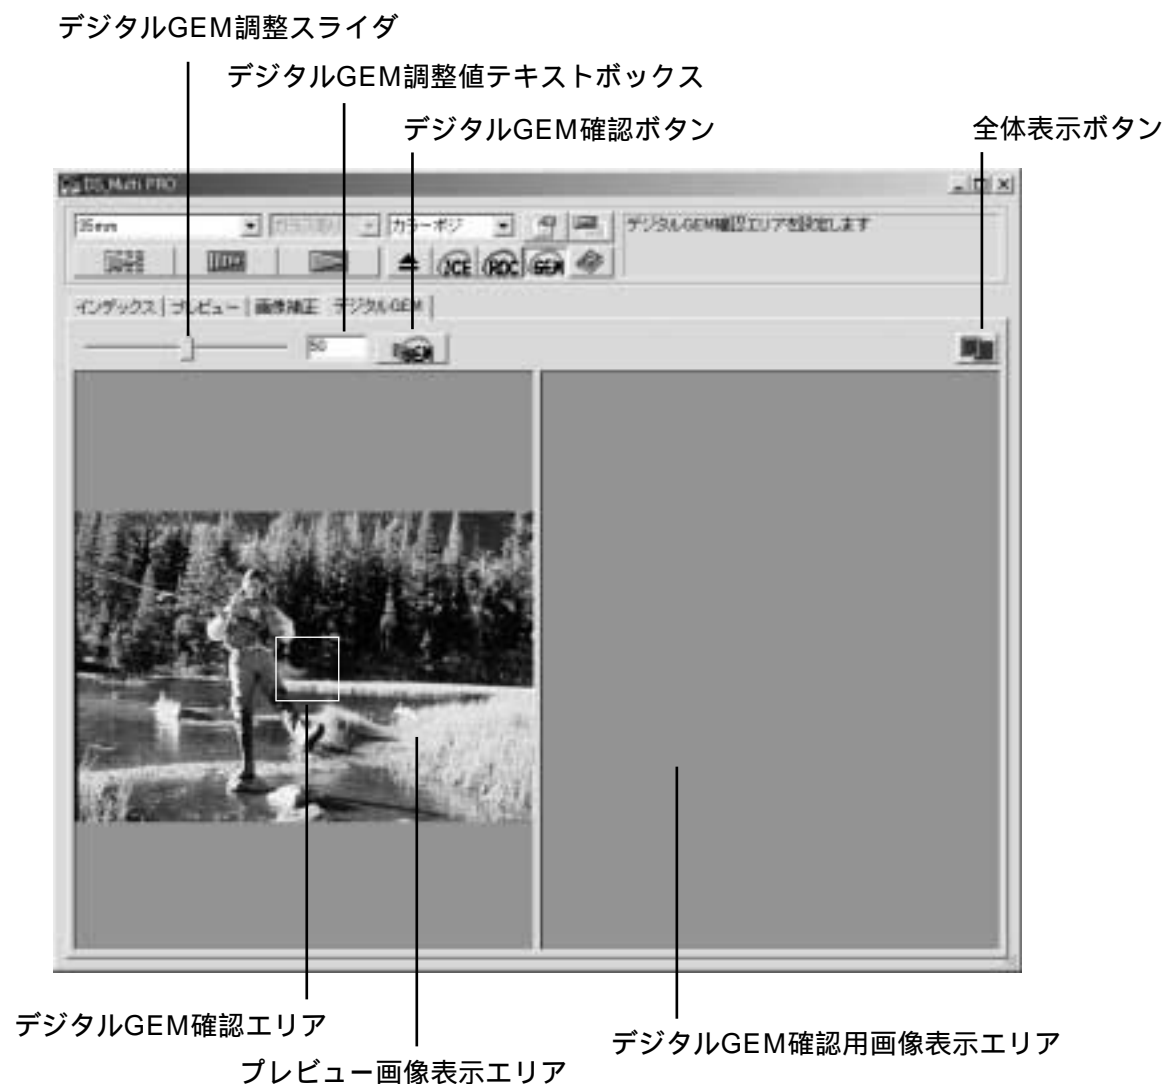 デジタルGEM調整スライダ
デジタルGEM調整値テキストボックス
デジタルGEM確認ボタン
全体表示ボタン
DS_Multi PRO
35mm
カラーポジ
デジタルGEM確認エリアを設定します
ICE ROC GEM
インデックス プレビュー 画像補正 デジタルGEM
50
GEM
デジタルGEM確認エリア
プレビュー画像表示エリア
デジタルGEM確認用画像表示エリア